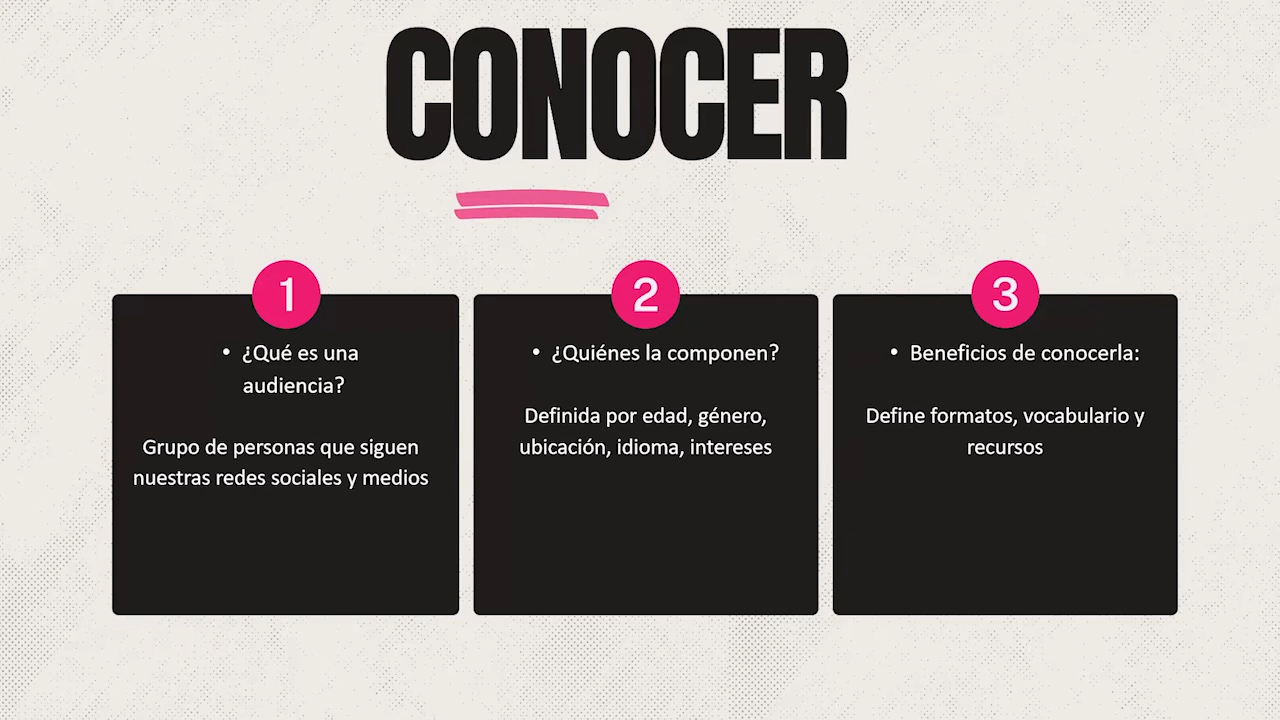 CONOCER
1
• ¿Qué es una
audiencia?
Grupo de personas que siguen
nuestras redes sociales y medios
2
• ¿Quiénes la componen?
Definida por edad, género,
ubicación, idioma, intereses
3
• Beneficios de conocerla:
Define formatos, vocabulario y
recursos